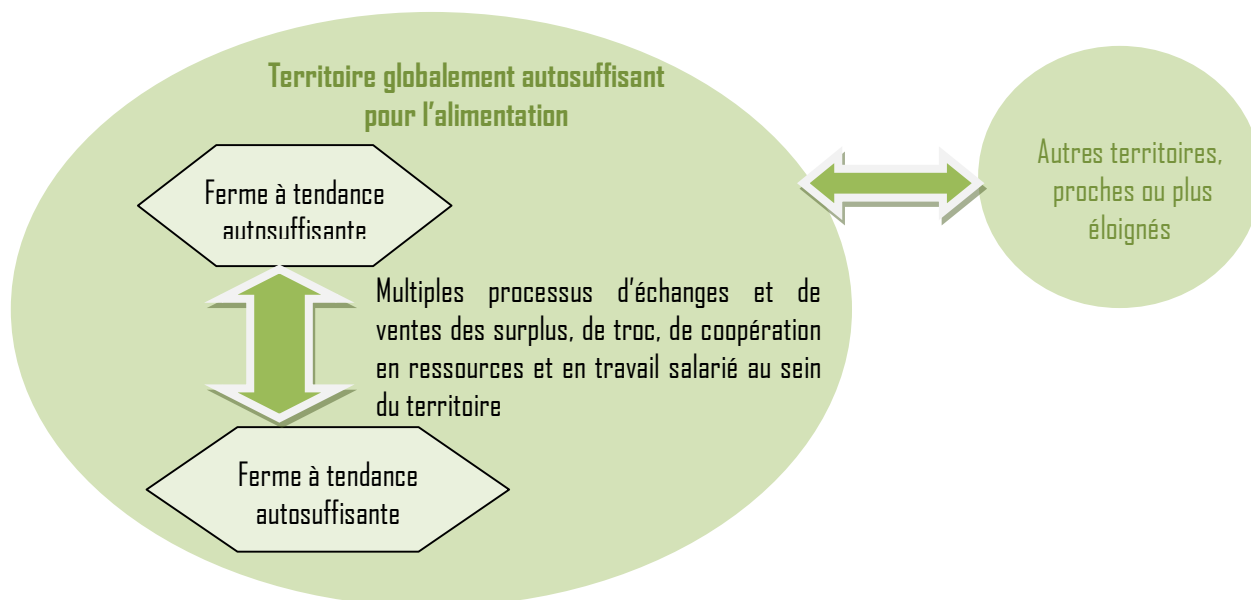 Territoire globalement autosuffisant
pour l'alimentation
Ferme à tendance
autosuffisante
Multiples processus d'échanges et de
ventes des surplus, de troc, de coopération
en ressources et en travail salarié au sein
du territoire
Ferme à tendance
autosuffisante
Autres territoires,
proches ou plus
éloignés